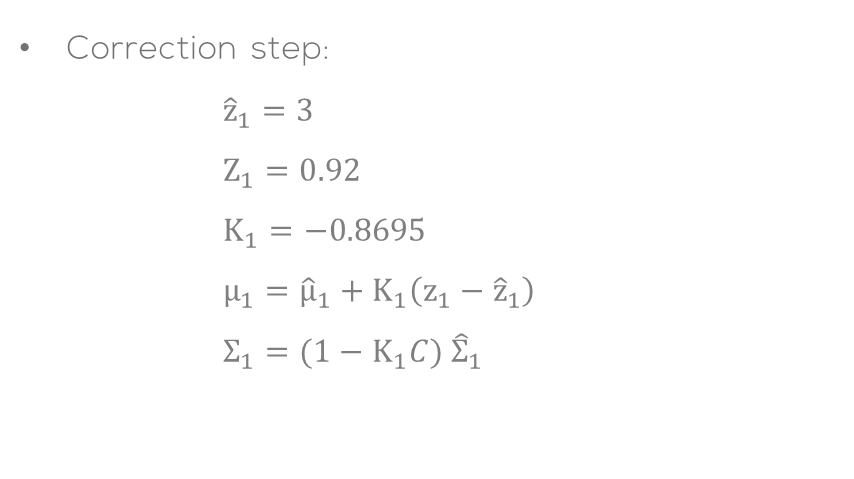 • Correction step:
ẑ₁ = 3
Z₁ = 0.92
K₁ = −0.8695
μ₁ = μ̂₁ + K₁(z₁ − ẑ₁)
Σ₁ = (1 − K₁C) Σ̂₁